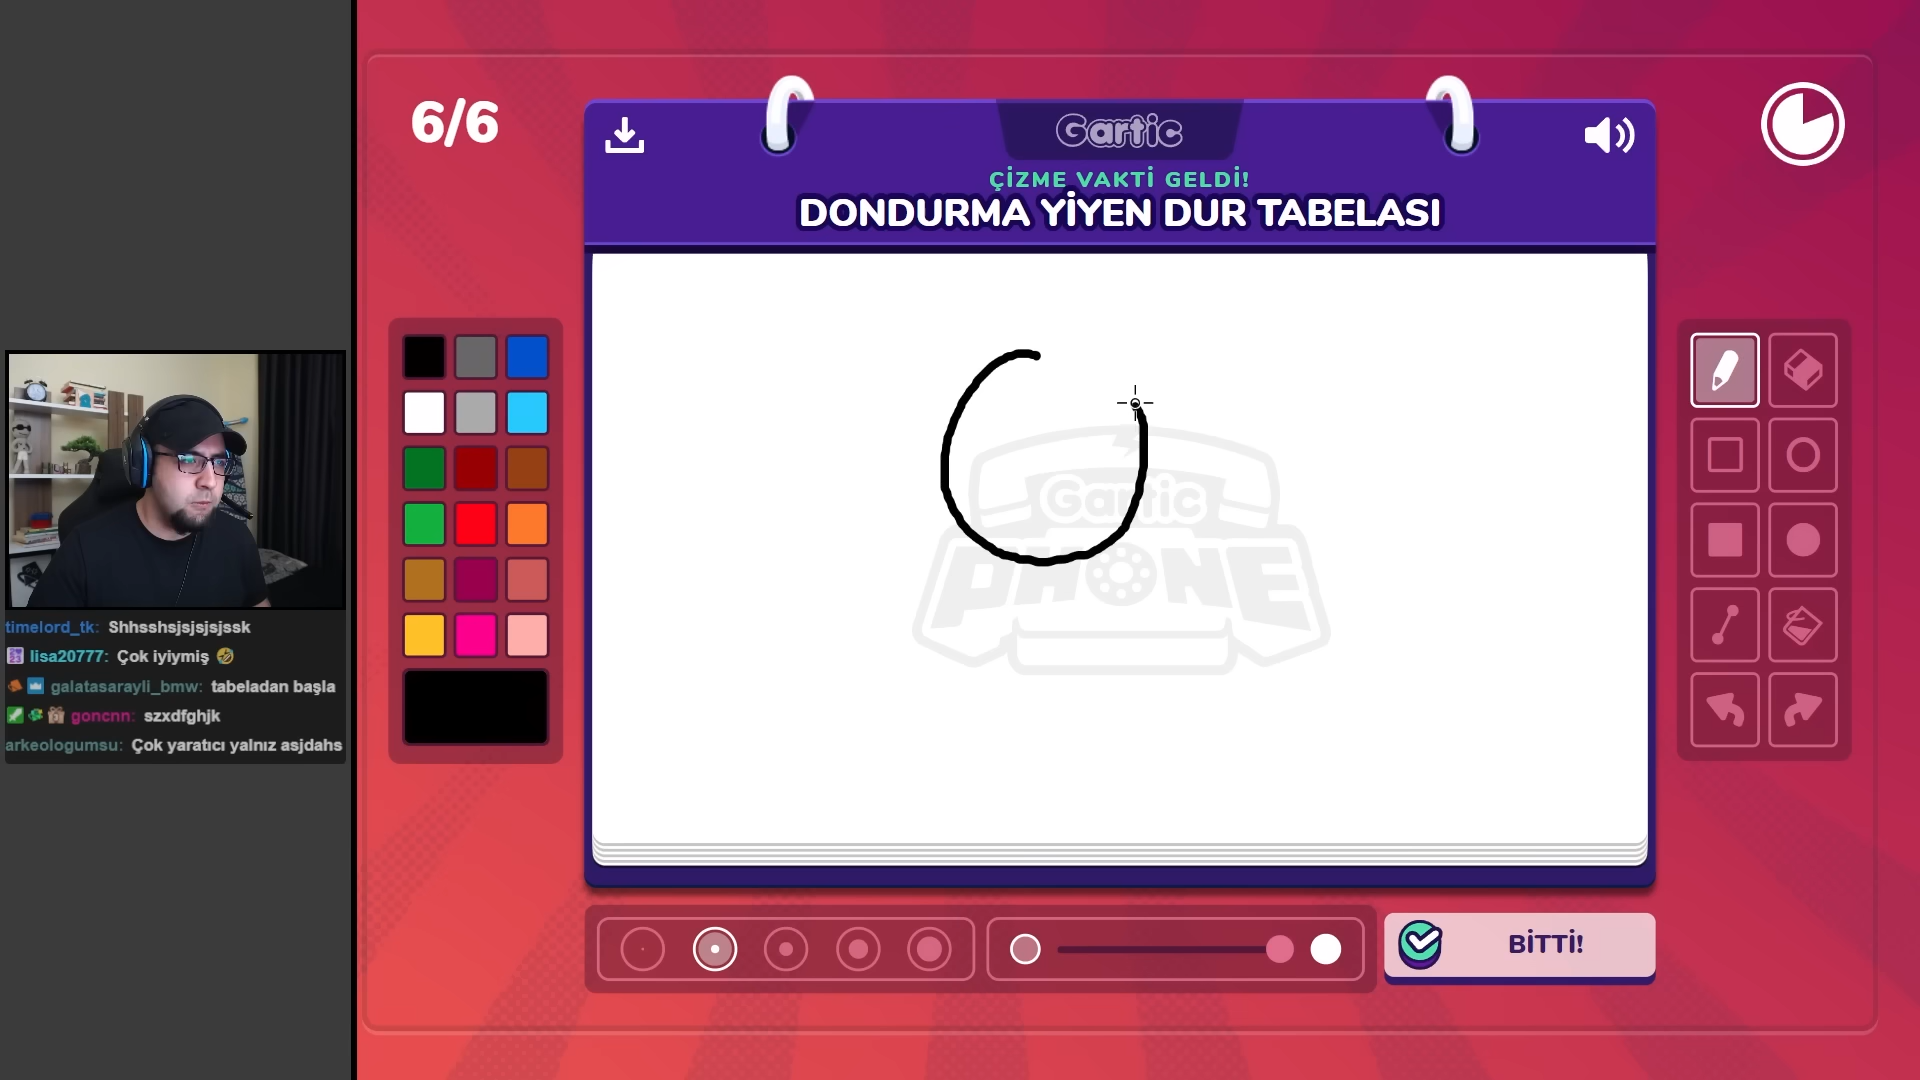 6/6
Gartic
ÇİZME VAKTİ GELDİ!
DONDURMA YİYEN DUR TABELASI
Gartic
PHONE
timelord_tk: Shhsshsjsjsjsjssk
lisa20777: Çok iyiymiş 🤣
galatasarayli_bmw: tabeladan başla
goncnn: szxdfghjk
arkeologumsu: Çok yaratıcı yalnız asjdahs
BİTTİ!